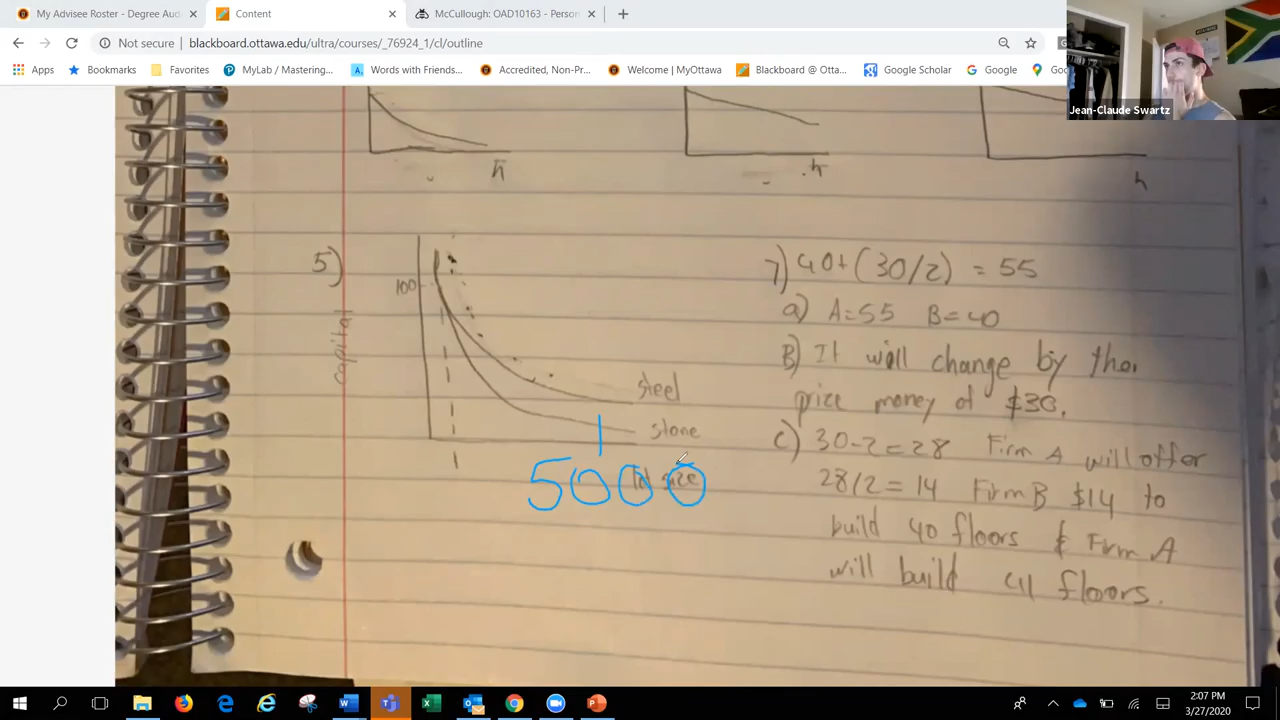 My Advisee Roster - Degree Aud
Content
McCullough: OAD10163 - Person
Not secure
blackboard.ottawa.edu/ultra/courses/_76924_1/cl/outline
Apps
Bookmarks
Favorites
MyLab / Mastering...
Words with Friends...
Accredited, Non-Pr...
Welcome | MyOttawa
Blackboard @ Otta...
Google Scholar
Google
Jean-Claude Swartz
h
h
h
5)
100
capital
steel
stone
5000
size
7) 40+(30/2) = 55
a) A=55 B=40
B) It will change by the
price money of $30.
c) 30-2=28 Firm A will offer
28/2 = 14 Firm B $14 to
build 40 floors & Firm A
will build 41 floors.
2:07 PM
3/27/2020